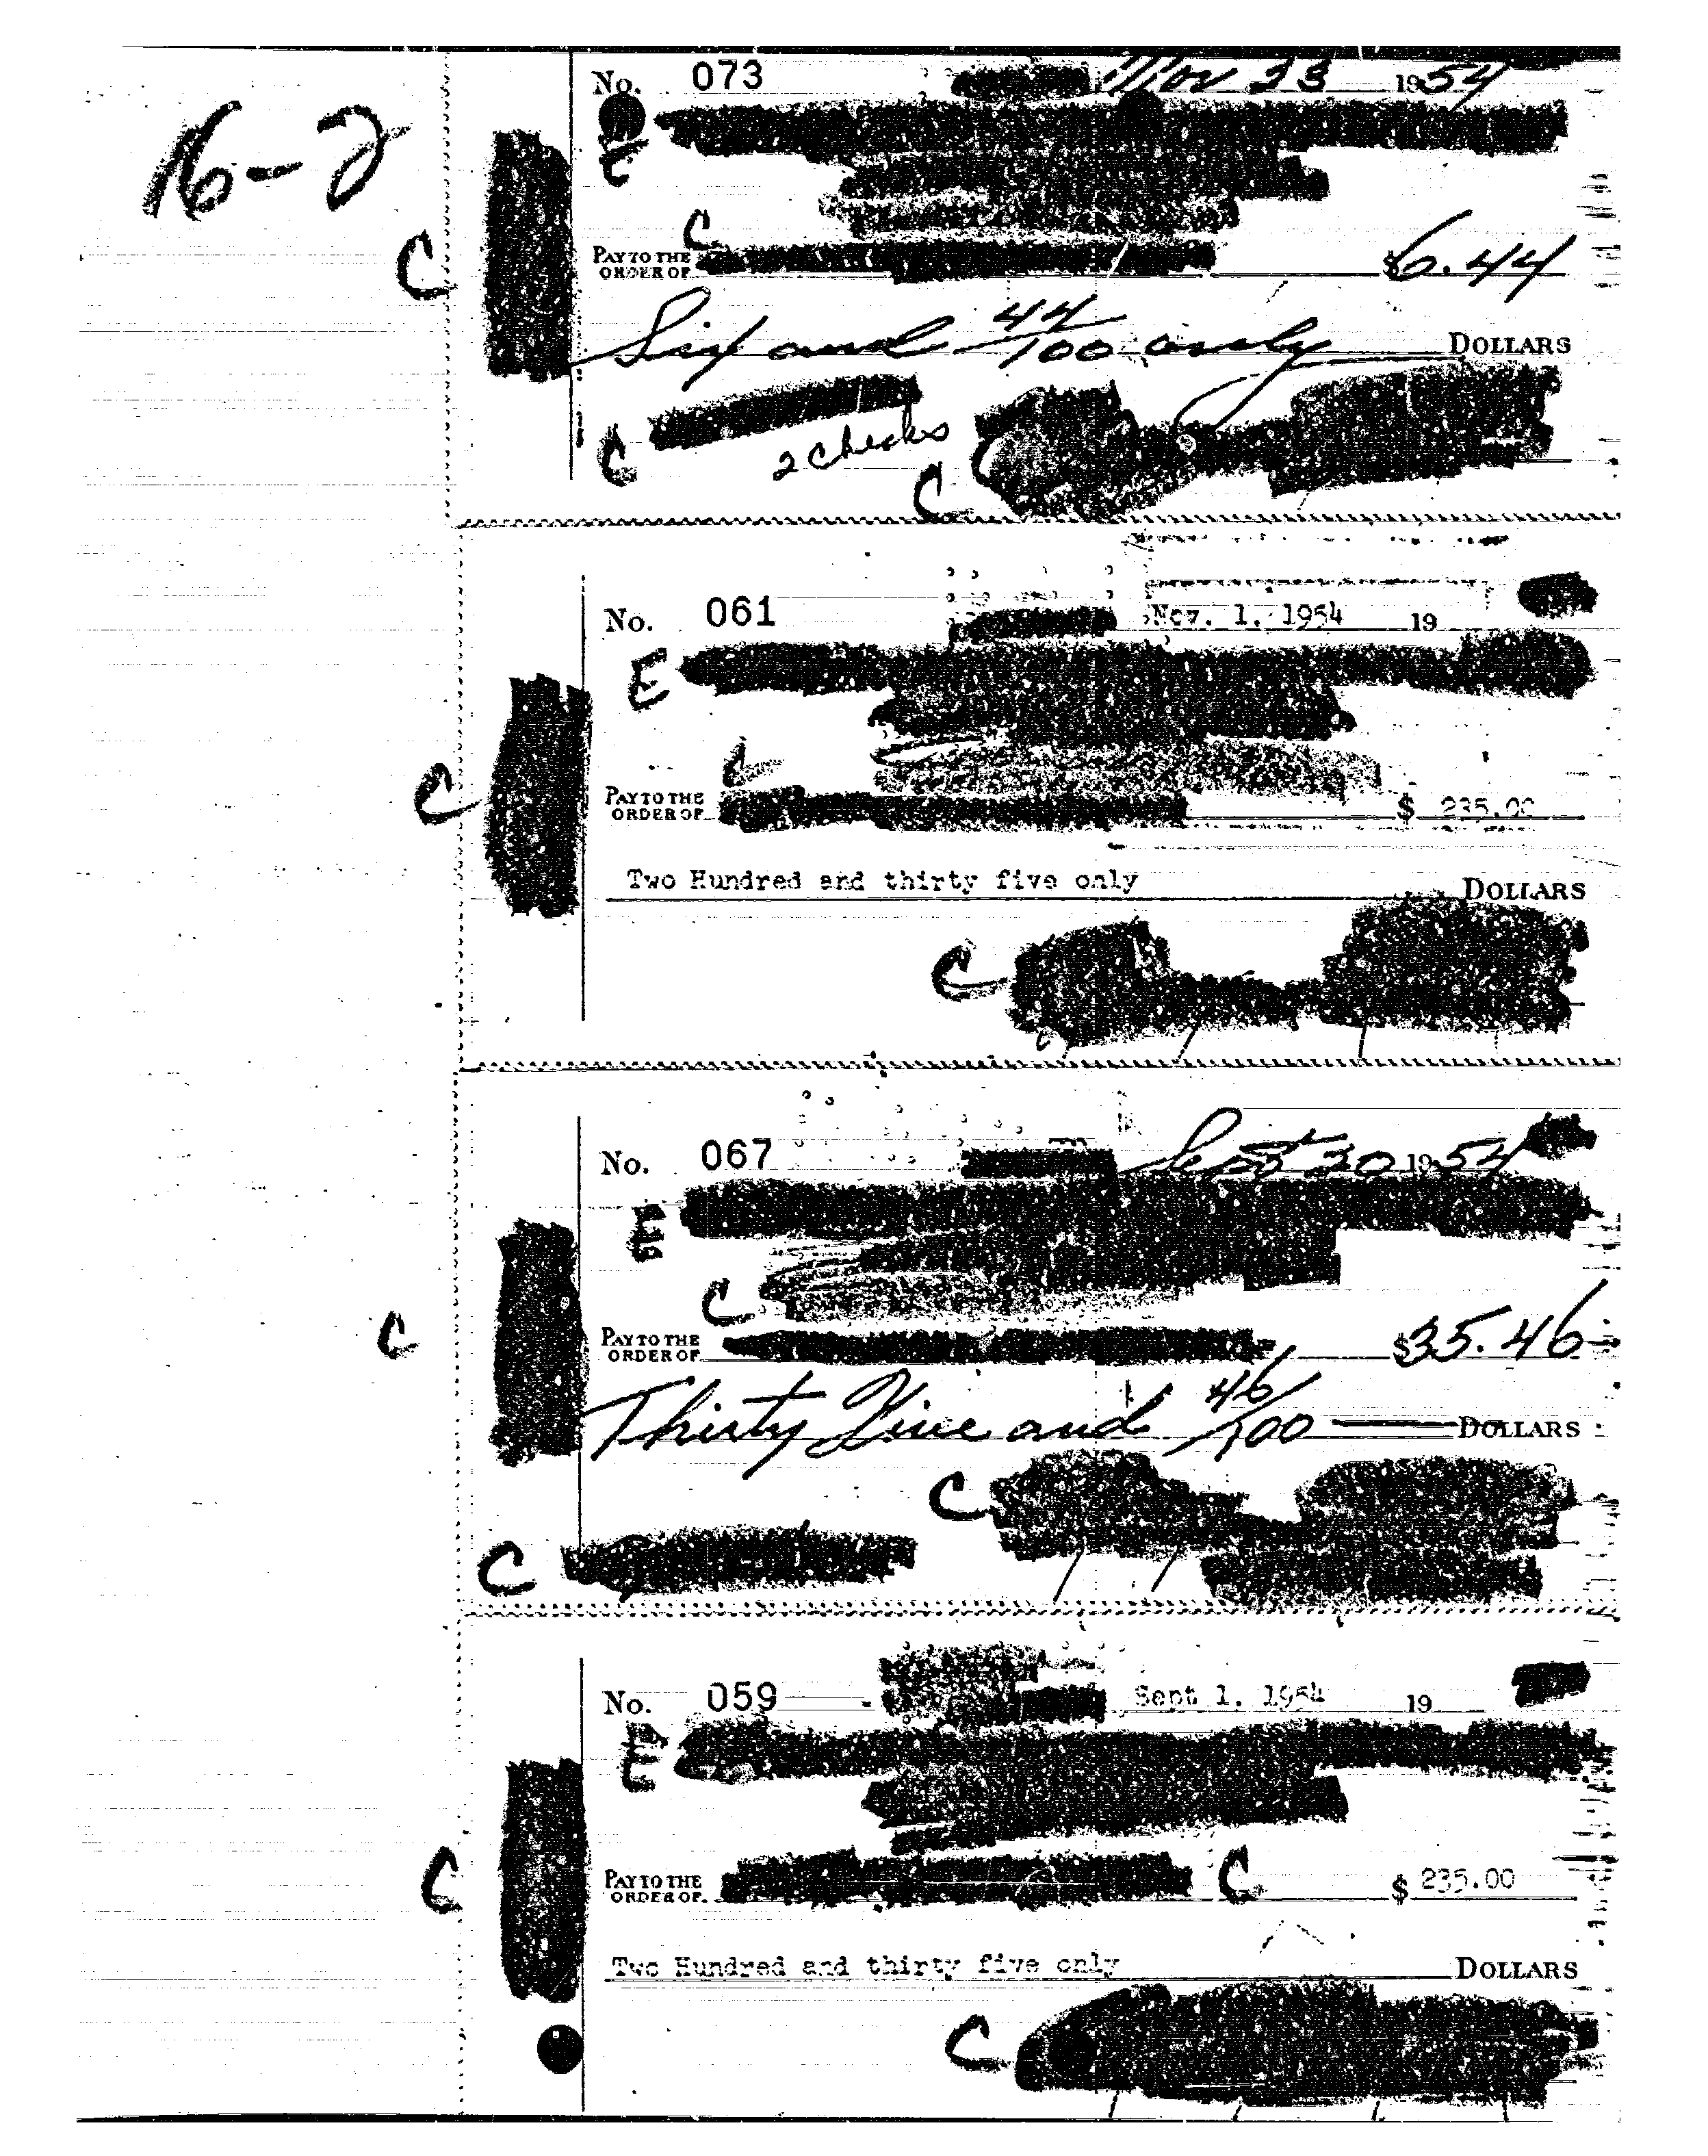 16-2
No. 073 Nov 23 1954
C
C
C
PAY TO THE
ORDER OF $6.44
Six and 44/100 only DOLLARS
C 2 checks
C
C
No. 061 Nov. 1, 1954 19
E
C
C
PAY TO THE
ORDER OF $ 235.00
Two Hundred and thirty five only DOLLARS
C
No. 067 Sept 30 1954
E
C
C
PAY TO THE
ORDER OF $35.46
Thirty Five and 46/100 DOLLARS
C
C
No. 059 Sept 1, 1954 19
E
C
PAY TO THE
ORDER OF C $ 235.00
Two Hundred and thirty five only DOLLARS
C